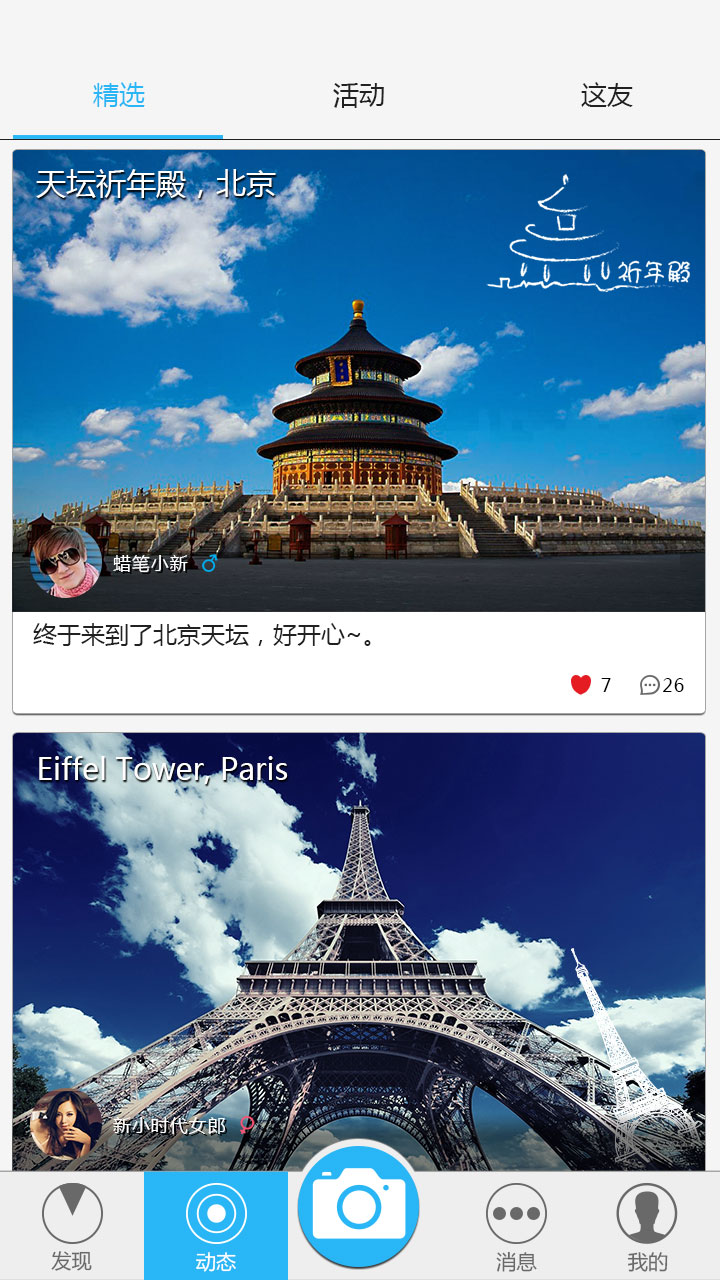 精选 活动 这友
天坛祈年殿，北京
祈年殿
蜡笔小新
终于来到了北京天坛，好开心~。
7 26
Eiffel Tower, Paris
新小时代女郎
发现 动态 消息 我的